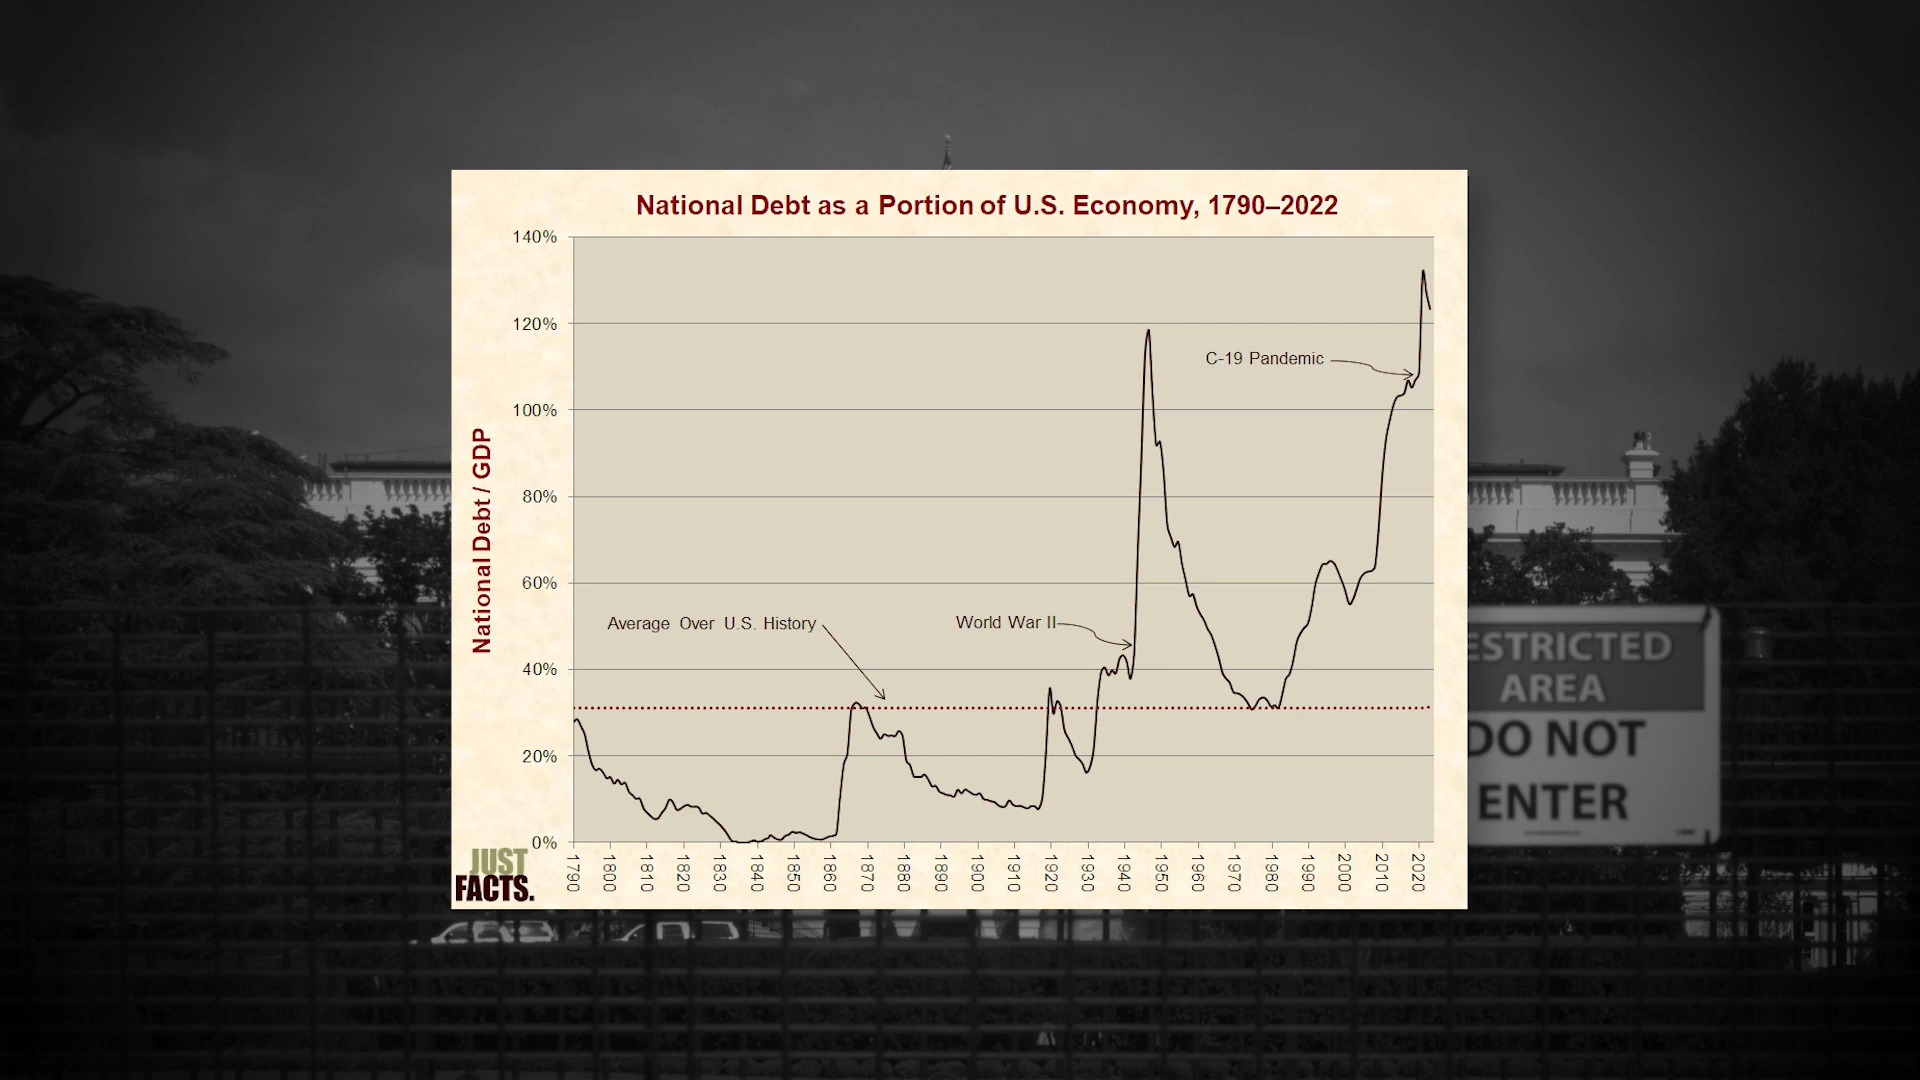 National Debt as a Portion of U.S. Economy, 1790–2022
National Debt / GDP
140%
120%
100%
80%
60%
40%
20%
0%
C-19 Pandemic
Average Over U.S. History
World War II
1790
1800
1810
1820
1830
1840
1850
1860
1870
1880
1890
1900
1910
1920
1930
1940
1950
1960
1970
1980
1990
2000
2010
2020
JUST
FACTS.
ESTRICTED
AREA
DO NOT
ENTER